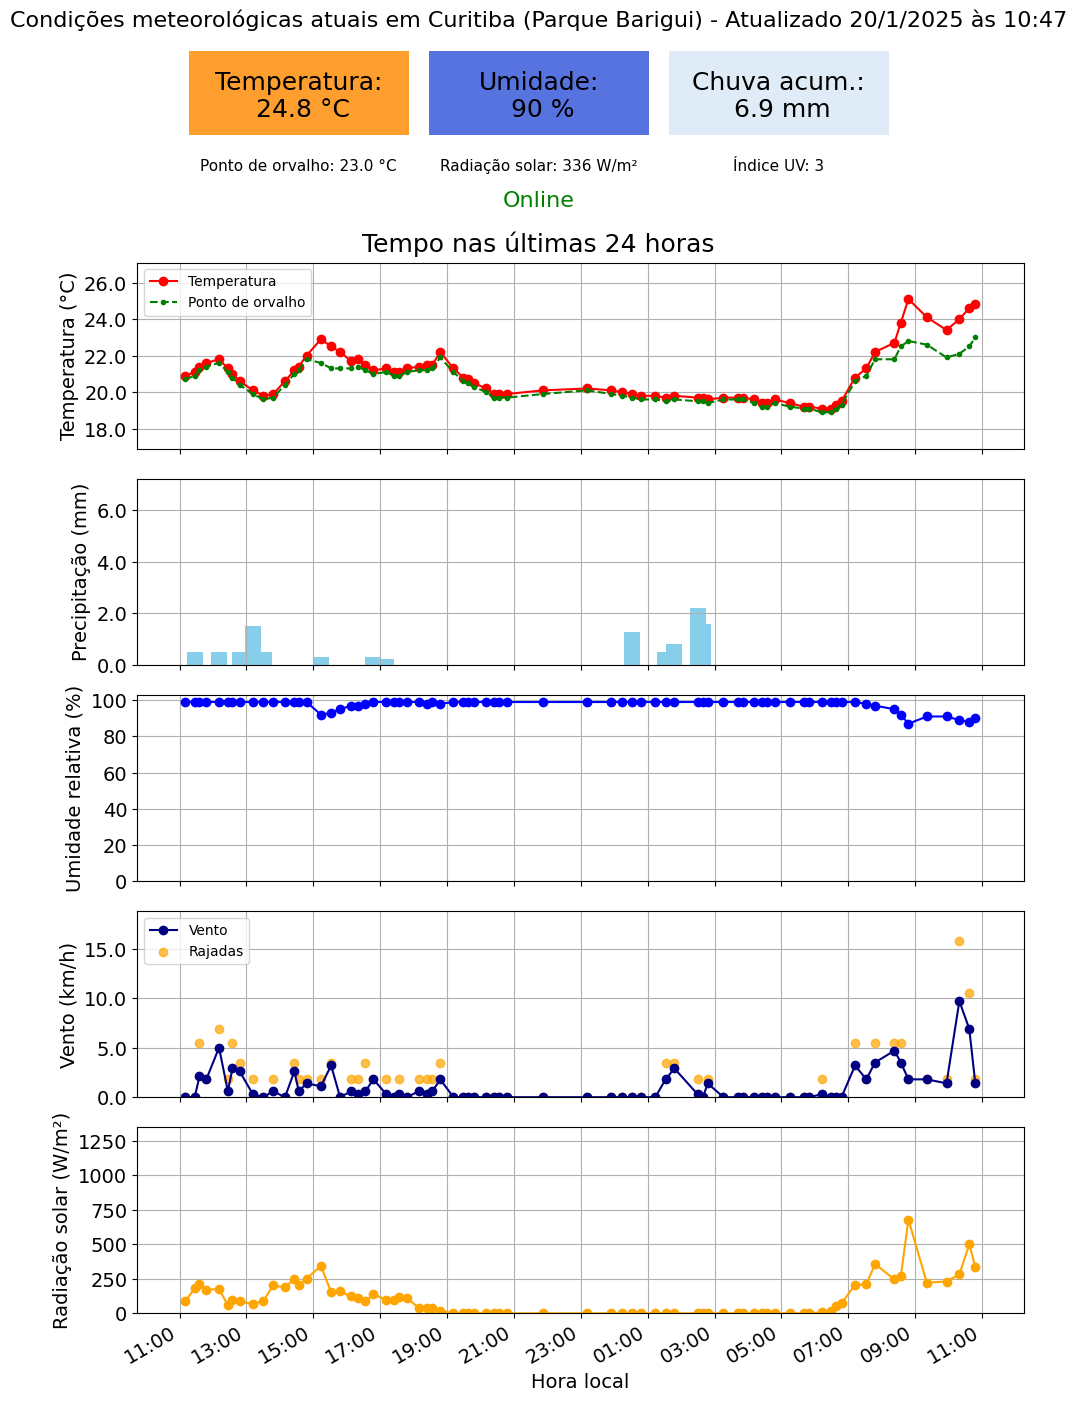 Condições meteorológicas atuais em Curitiba (Parque Barigui) - Atualizado 20/1/2025 às 10:47
Temperatura:
24.8 °C
Umidade:
90 %
Chuva acum.:
6.9 mm
Ponto de orvalho: 23.0 °C
Radiação solar: 336 W/m²
Índice UV: 3
Online
Tempo nas últimas 24 horas
Temperatura (°C)
26.0
24.0
22.0
20.0
18.0
Temperatura
Ponto de orvalho
Precipitação (mm)
6.0
4.0
2.0
0.0
Umidade relativa (%)
100
80
60
40
20
0
Vento (km/h)
15.0
10.0
5.0
0.0
Vento
Rajadas
Radiação solar (W/m²)
1250
1000
750
500
250
0
11:00
13:00
15:00
17:00
19:00
21:00
23:00
01:00
03:00
05:00
07:00
09:00
11:00
Hora local